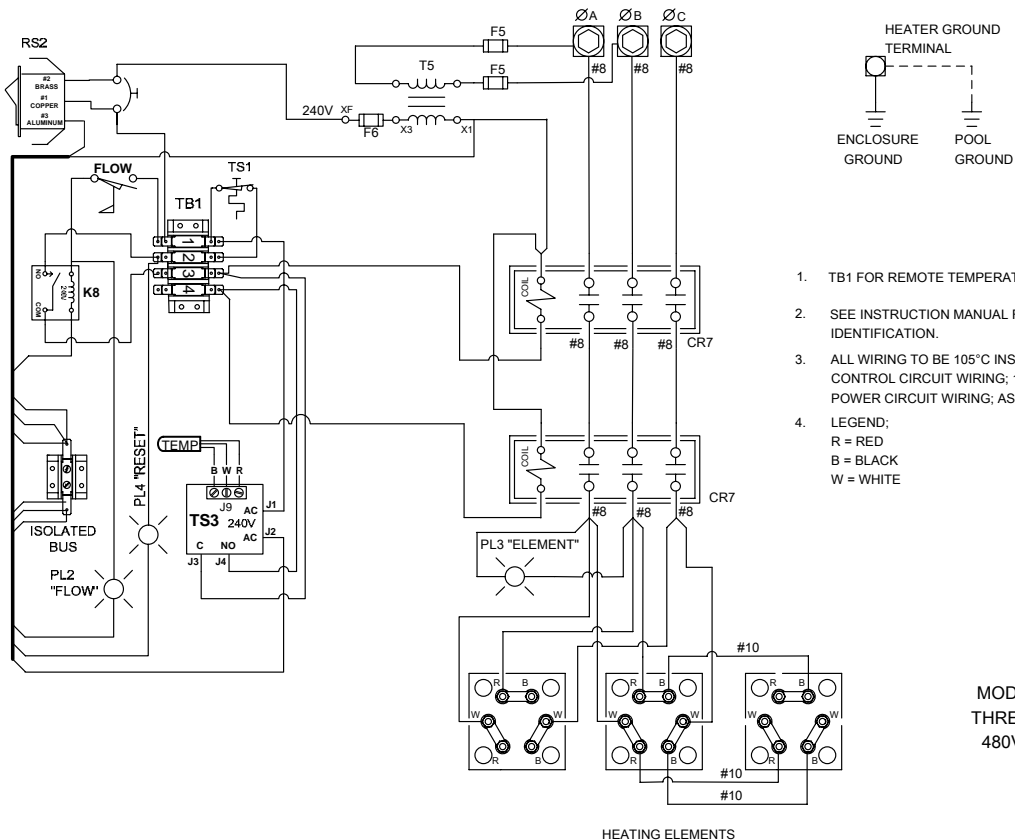 ØA ØB ØC
F5
F5
T5
#8 #8 #8
RS2
#2
BRASS
#1
COPPER
#3
ALUMINUM
240V XF
F6 X3 X1
HEATER GROUND
TERMINAL
ENCLOSURE
GROUND
POOL
GROUND
FLOW TS1
TB1
1
2
3
4
NO
COM
240V
K8
COIL
#8 #8 #8 CR7
COIL
#8 #8 #8 CR7
1. TB1 FOR REMOTE TEMPERAT
2. SEE INSTRUCTION MANUAL F
IDENTIFICATION.
3. ALL WIRING TO BE 105°C INS
CONTROL CIRCUIT WIRING; 1
POWER CIRCUIT WIRING; AS
4. LEGEND;
R = RED
B = BLACK
W = WHITE
PL4 "RESET"
TEMP
B W R
J9
TS3 240V
AC J1
AC J2
C NO
J3 J4
ISOLATED
BUS
PL2
"FLOW"
PL3 "ELEMENT"
#10
R B R B R B
W W W W W W
R B R B R B
#10
#10
MOD
THRE
480V
HEATING ELEMENTS